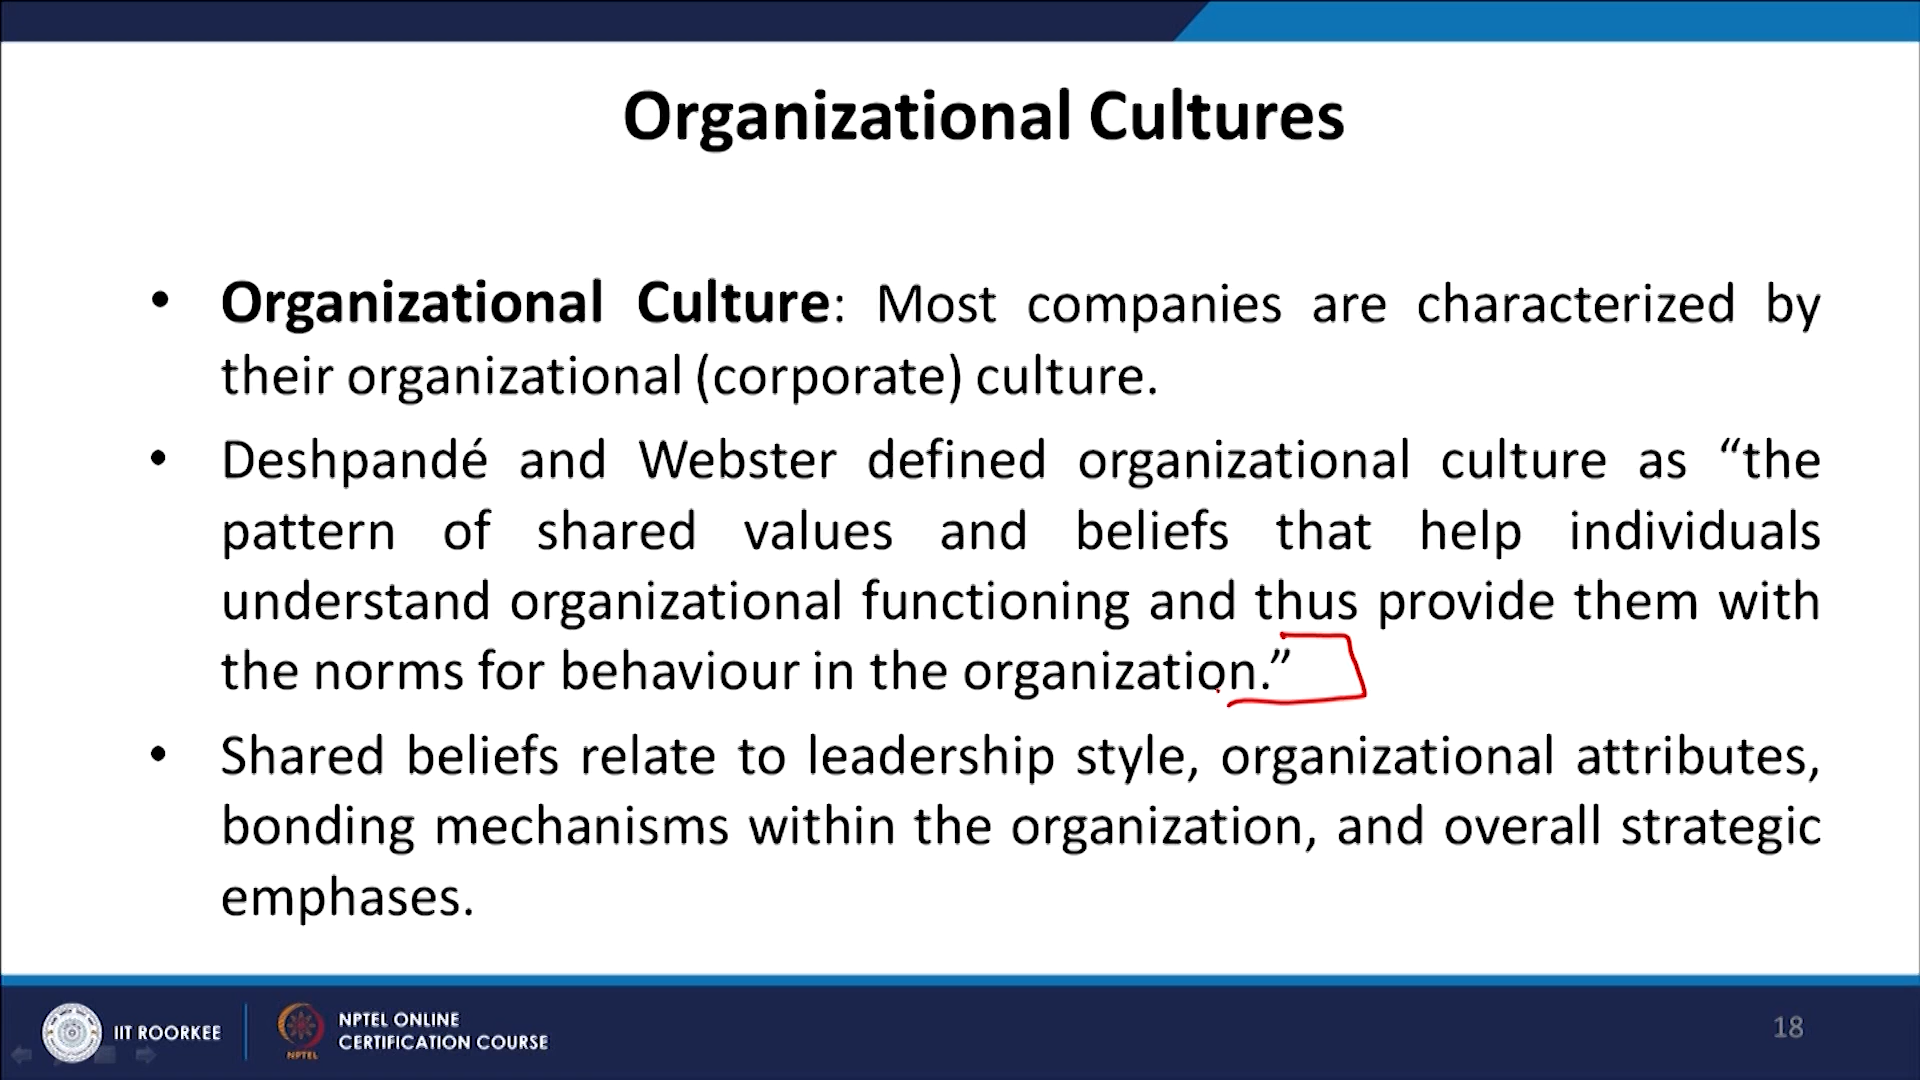 Organizational Cultures
• Organizational Culture: Most companies are characterized by
their organizational (corporate) culture.
• Deshpandé and Webster defined organizational culture as “the
pattern of shared values and beliefs that help individuals
understand organizational functioning and thus provide them with
the norms for behaviour in the organization.”
• Shared beliefs relate to leadership style, organizational attributes,
bonding mechanisms within the organization, and overall strategic
emphases.
IIT ROORKEE
NPTEL
NPTEL ONLINE
CERTIFICATION COURSE
18